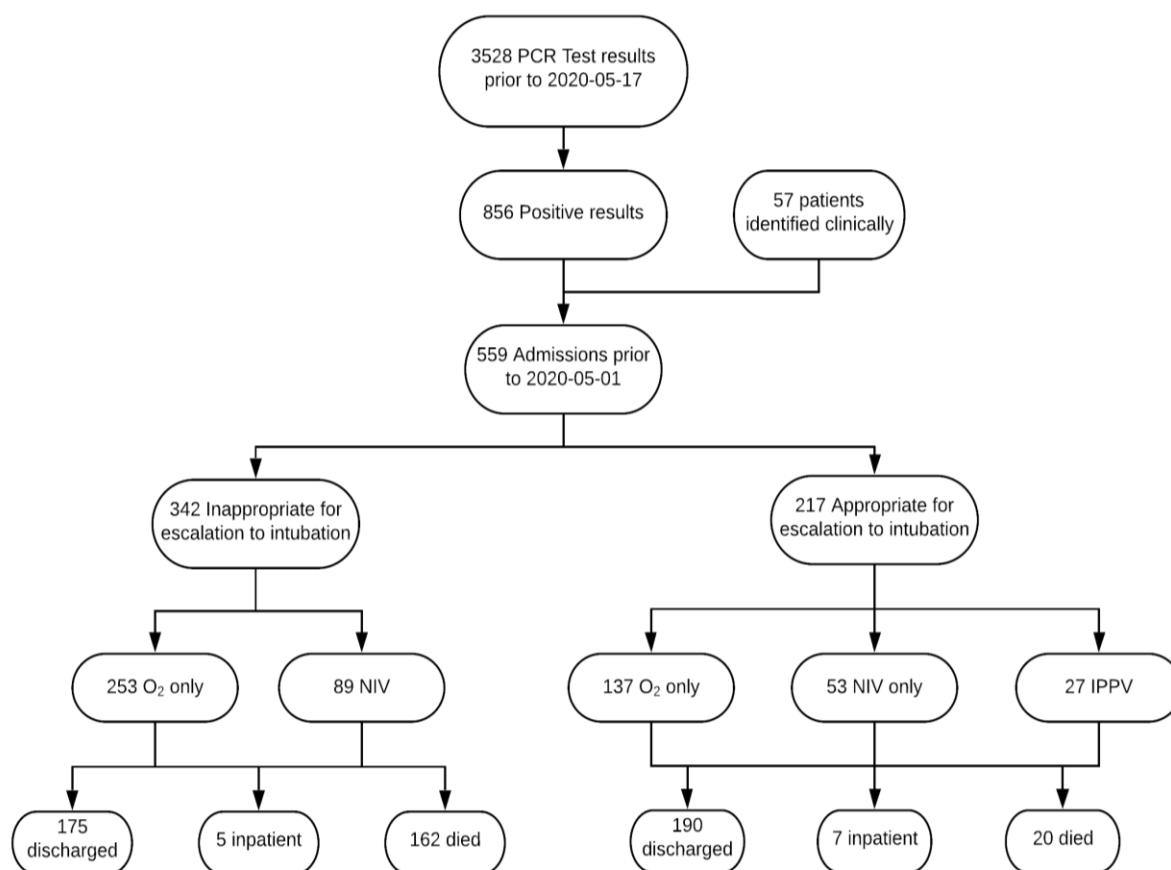 3528 PCR Test results
prior to 2020-05-17
856 Positive results
57 patients
identified clinically
559 Admissions prior
to 2020-05-01
342 Inappropriate for
escalation to intubation
217 Appropriate for
escalation to intubation
253 O₂ only
89 NIV
137 O₂ only
53 NIV only
27 IPPV
175
discharged
5 inpatient
162 died
190
discharged
7 inpatient
20 died